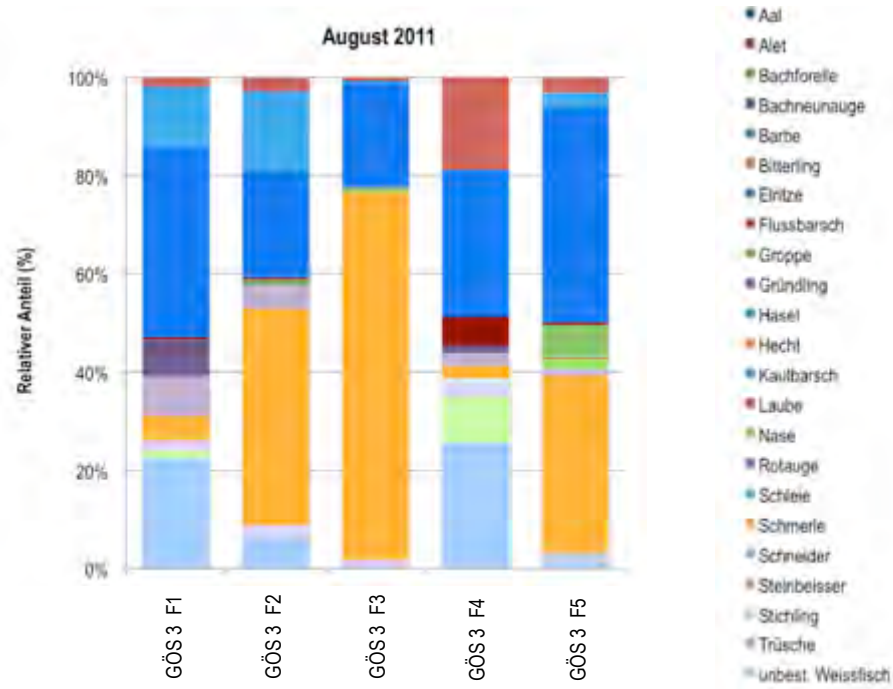 August 2011
Relativer Anteil (%)
100%
80%
60%
40%
20%
0%
GÖS 3 F1
GÖS 3 F2
GÖS 3 F3
GÖS 3 F4
GÖS 3 F5
Aal
Alet
Bachforelle
Bachneunauge
Barbe
Bitterling
Elritze
Flussbarsch
Groppe
Gründling
Hasel
Hecht
Kaulbarsch
Laube
Nase
Rotauge
Schleie
Schmerle
Schneider
Steinbeisser
Stichling
Trüsche
unbest. Weissfisch